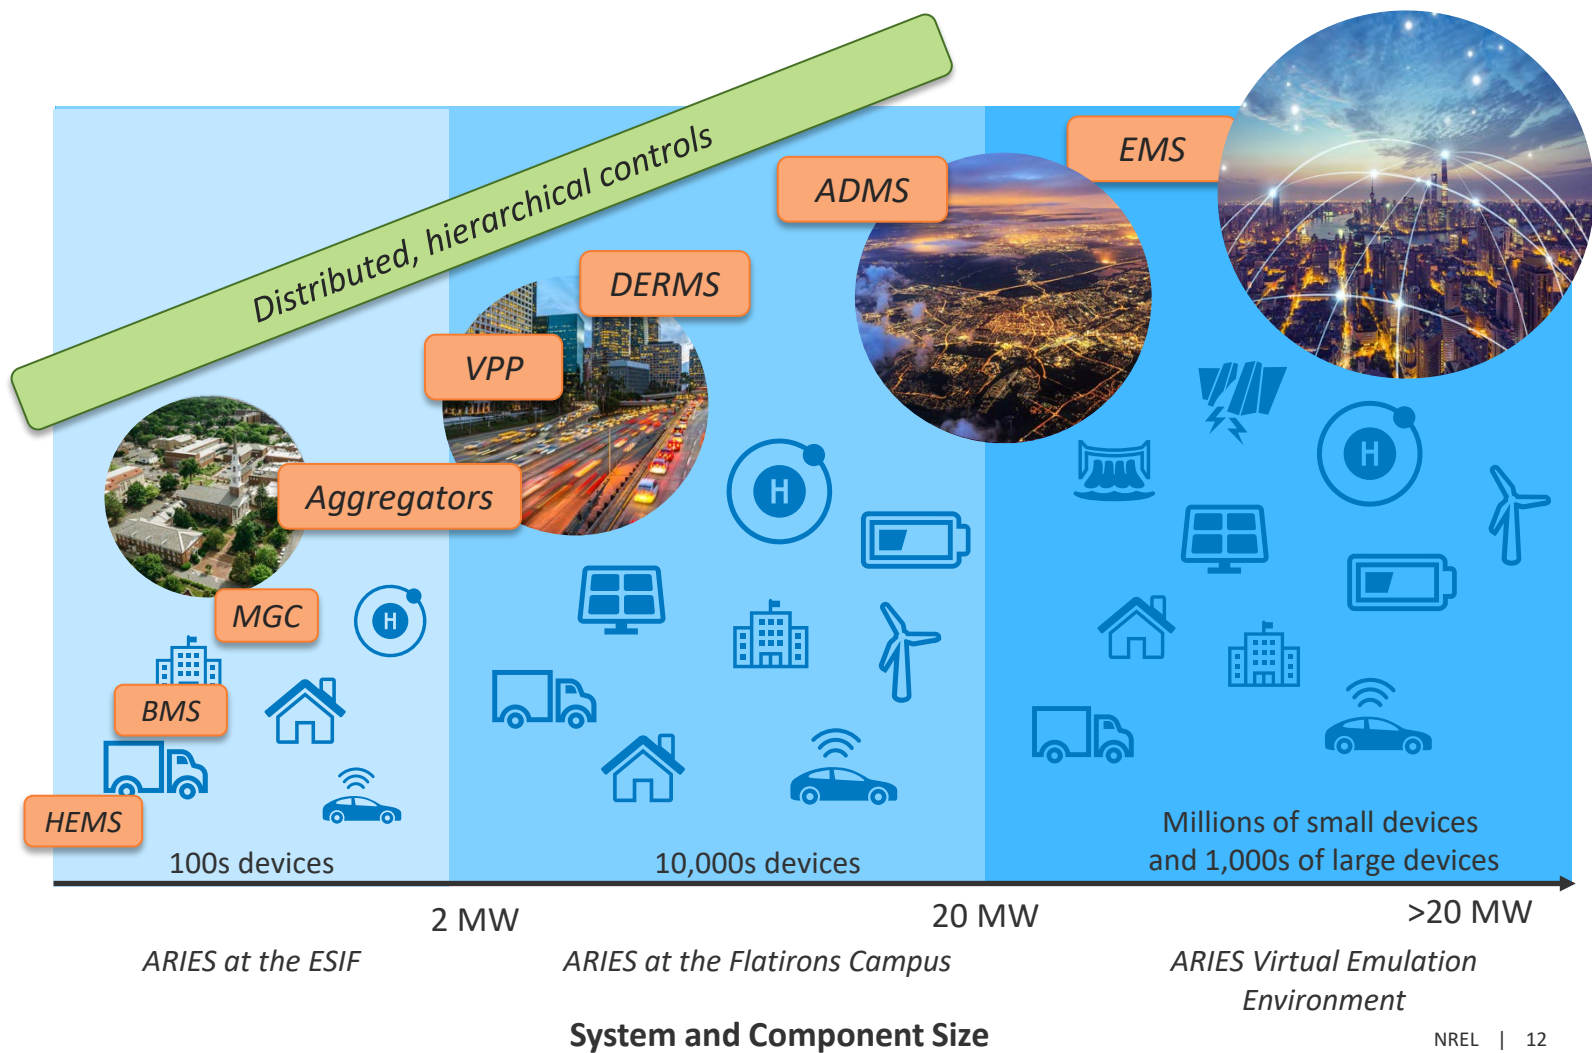 Distributed, hierarchical controls
EMS
ADMS
DERMS
VPP
Aggregators
MGC
BMS
HEMS
H
H
H
100s devices
10,000s devices
Millions of small devices
and 1,000s of large devices
2 MW
20 MW
>20 MW
ARIES at the ESIF
ARIES at the Flatirons Campus
ARIES Virtual Emulation
Environment
System and Component Size
NREL | 12